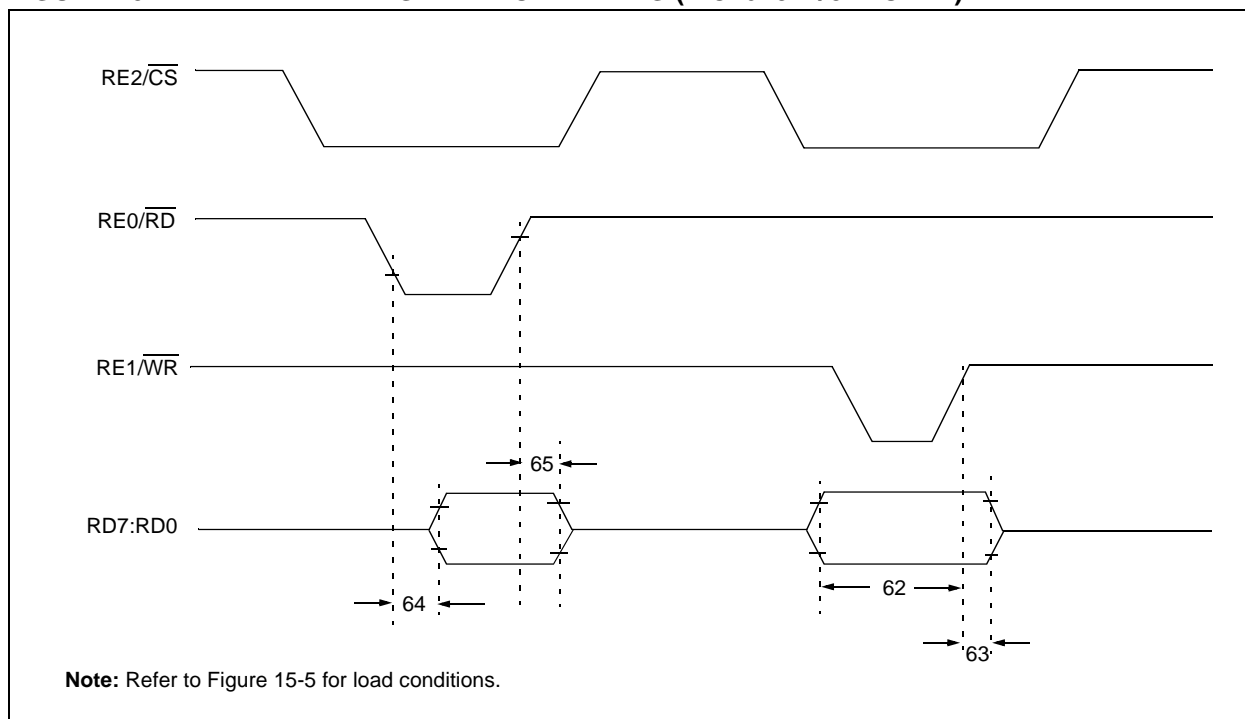 RE2/CS
RE0/RD
RE1/WR
65
RD7:RD0
62
64
63
Note: Refer to Figure 15-5 for load conditions.